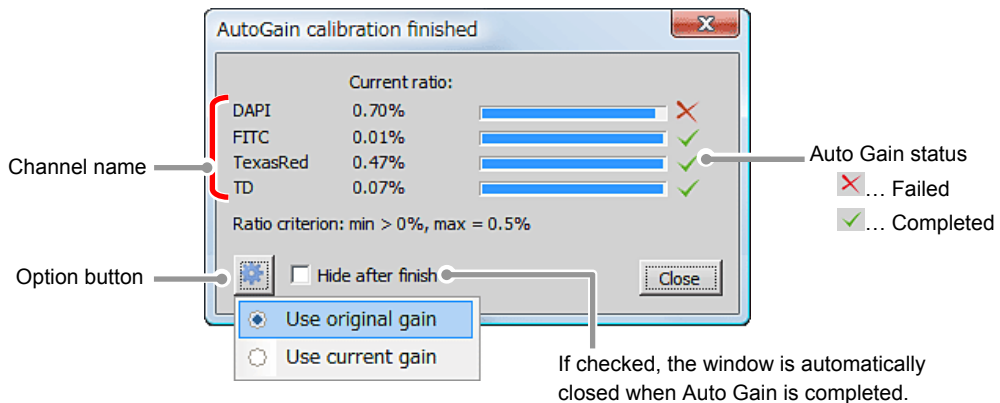 AutoGain calibration finished
Current ratio:
DAPI 0.70%
FITC 0.01%
TexasRed 0.47%
TD 0.07%
Ratio criterion: min > 0%, max = 0.5%
Hide after finish
Close
Use original gain
Use current gain
Channel name
Option button
Auto Gain status
... Failed
... Completed
If checked, the window is automatically
closed when Auto Gain is completed.